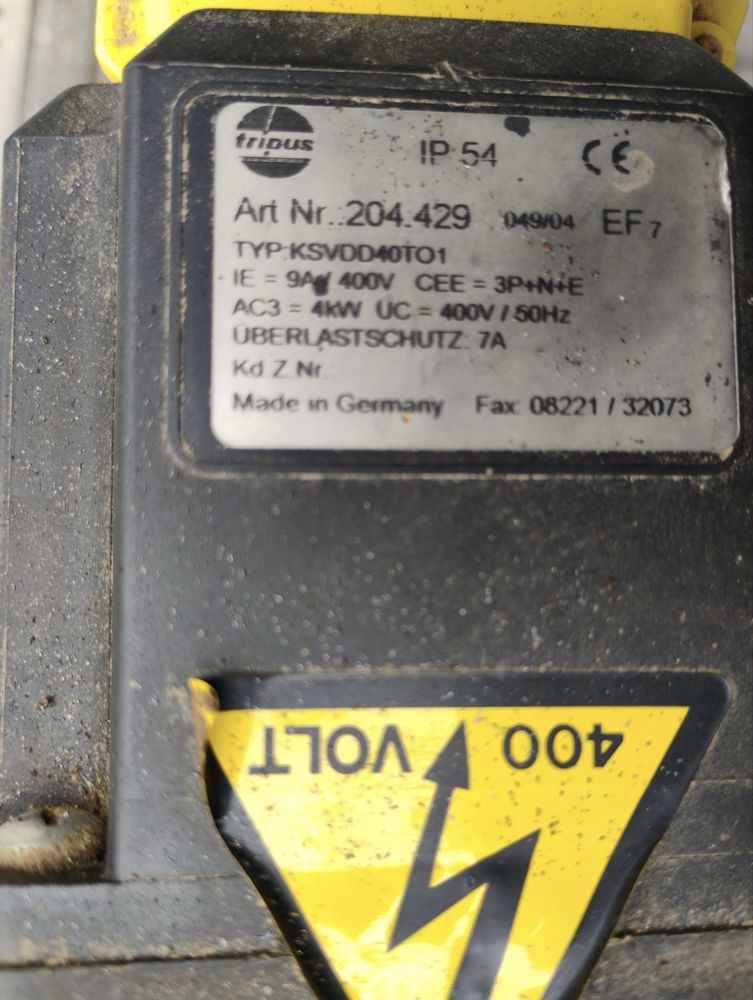 tripus
IP 54 CE
Art Nr.:204.429 049/04 EF 7
TYP:KSVDD40TO1
IE = 9A / 400V CEE = 3P+N+E
AC3 = 4kW UC = 400V / 50Hz
ÜBERLASTSCHUTZ: 7A
Kd Z.Nr.
Made in Germany Fax: 08221 / 32073
400 VOLT